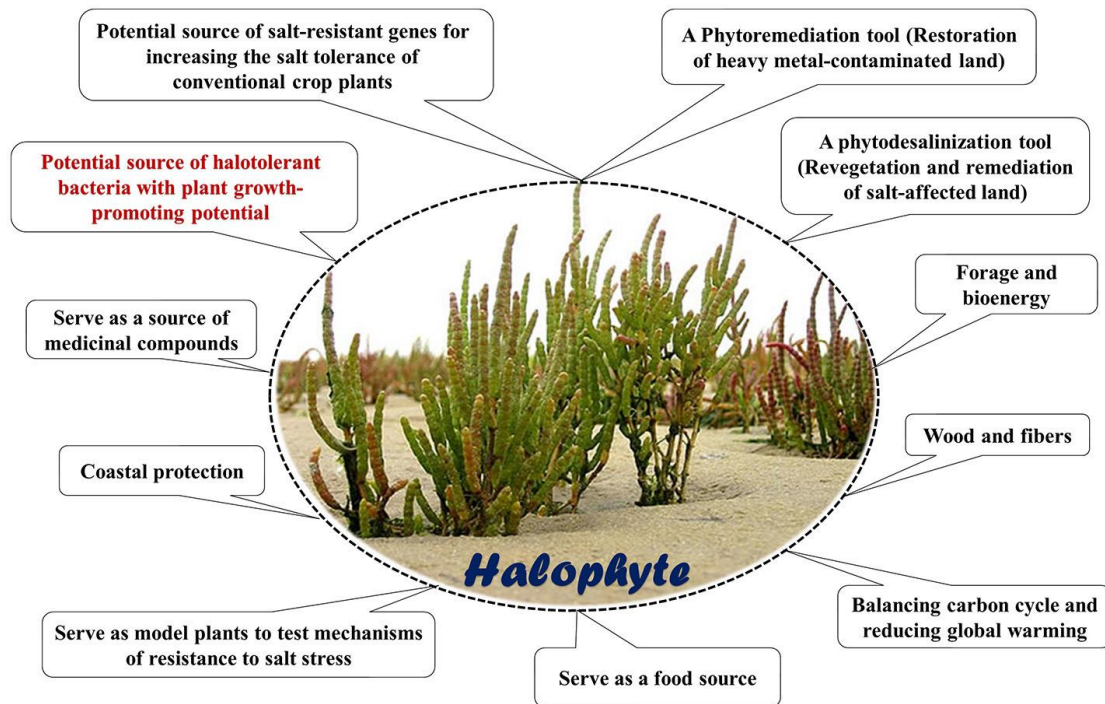 Potential source of salt-resistant genes for
increasing the salt tolerance of
conventional crop plants
A Phytoremediation tool (Restoration
of heavy metal-contaminated land)
Potential source of halotolerant
bacteria with plant growth-
promoting potential
A phytodesalinization tool
(Revegetation and remediation
of salt-affected land)
Forage and
bioenergy
Serve as a source of
medicinal compounds
Wood and fibers
Coastal protection
Halophyte
Balancing carbon cycle and
reducing global warming
Serve as model plants to test mechanisms
of resistance to salt stress
Serve as a food source